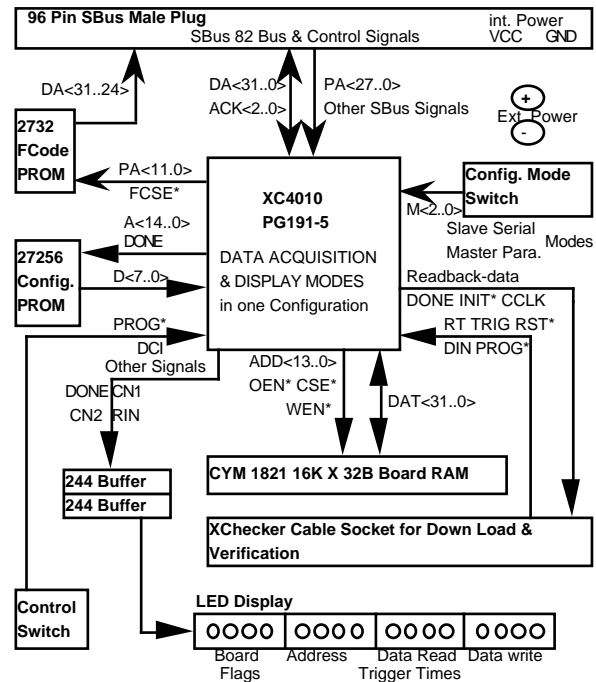 96 Pin SBus Male Plug
int. Power
SBus 82 Bus & Control Signals
VCC GND
DA<31..24>
DA<31..0>
ACK<2..0>
PA<27..0>
Other SBus Signals
+
Ext. Power
-
2732
FCode
PROM
PA<11..0>
FCSE*
XC4010
PG191-5
DATA ACQUISITION
& DISPLAY MODES
in one Configuration
Config. Mode
Switch
M<2..0>
Slave Serial
Master Para.
Modes
A<14..0>
DONE
27256
Config.
PROM
D<7..0>
Readback-data
DONE INIT* CCLK
RT TRIG RST*
DIN PROG*
PROG*
DCI
Other Signals
DONE CN1
CN2 RIN
ADD<13..0>
OEN* CSE*
WEN*
DAT<31..0>
244 Buffer
244 Buffer
CYM 1821 16K X 32B Board RAM
XChecker Cable Socket for Down Load &
Verification
Control
Switch
LED Display
Board
Flags
Address
Data Read
Data write
Trigger Times